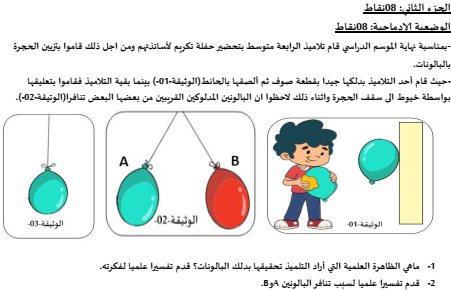 الجزء الثاني: 08نقاط
الوضعية الادماجية: 08نقاط
-بمناسبة نهاية الموسم الدراسي قام تلاميذ الرابعة متوسط بتحضير حفلة تكريم لأساتذتهم ومن اجل ذلك قاموا بتزيين الحجرة
بالبالونات.
-حيث قام أحد التلاميذ بدلكها جيدا بقطعة صوف ثم ألصقها بالحائط(الوثيقة-01-) بينما بقية التلاميذ فقاموا بتعليقها
بواسطة خيوط الى سقف الحجرة واثناء ذلك لاحظوا ان البالونين المدلوكين القريبين من بعضها البعض تنافرا(الوثيقة-02-).
A B
الوثيقة-03-
الوثيقة-02-
الوثيقة-01-
1- ماهي الظاهرة العلمية التي أراد التلميذ تحقيقها بدلك البالونات؟ قدم تفسيرا علميا لفكرته.
2- قدم تفسيرا علميا لسبب تنافر البالونين AوB.